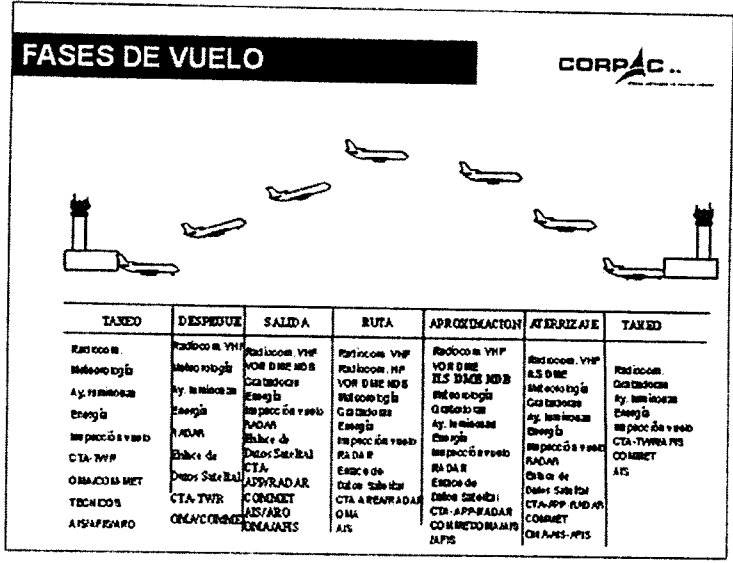 FASES DE VUELO
CORPAC
TAXEO
Radiocom.
Meteorología
Ay. luminosas
Energía
Inspección vuelo
CTA-TWR
OMA/COMMET
TECNICOS
AIS/AFIS/ARO
DESPEGUE
Radiocom. VHF
Meteorología
Ay. luminosas
Energía
RADAR
Enlace de
Datos Satelital
CTA-TWR
OMA/COMMET
SALIDA
Radiocom. VHF
VOR DME NDB
Grabadoras
Energía
Inspección vuelo
RADAR
Enlace de
Datos Satelital
CTA-
APP/RADAR
COMMET
AIS/ARO
OMA/AFIS
RUTA
Radiocom. VHF
Radiocom. HF
VOR DME NDB
Meteorología
Grabadoras
Energía
Inspección vuelo
RADAR
Enlace de
Datos Satelital
CTA AREA/RADAR
OMA
AIS
APROXIMACION
Radiocom VHF
VOR DME
ILS DME NDB
Meteorología
Grabadoras
Ay. luminosas
Energía
Inspección vuelo
RADAR
Enlace de
Datos Satelital
CTA-APP-RADAR
AFIS
ATERRIZAJE
Radiocom. VHF
ILS DME
Meteorología
Grabadoras
Ay. luminosas
Energía
Inspección vuelo
RADAR
Enlace de
Datos Satelital
CTA-APP-RADAR
COMMET
OMA-AIS-AFIS
TAXEO
Radiocom.
Grabadoras
Ay. luminosas
Energía
Inspección vuelo
COMMET
AIS